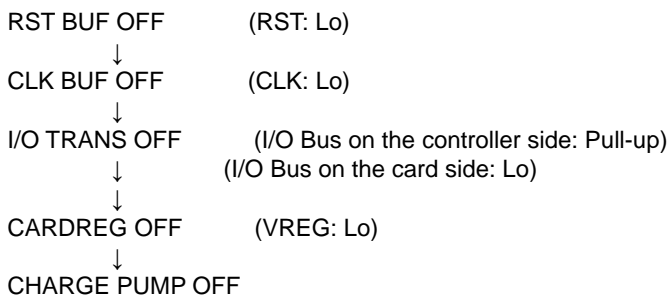 RST BUF OFF (RST: Lo)
↓
CLK BUF OFF (CLK: Lo)
↓
I/O TRANS OFF (I/O Bus on the controller side: Pull-up)
↓ (I/O Bus on the card side: Lo)
↓
CARDREG OFF (VREG: Lo)
↓
CHARGE PUMP OFF